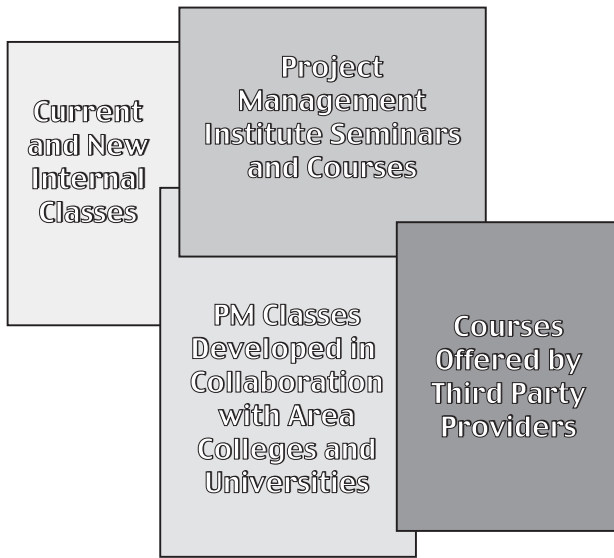 Current
and New
Internal
Classes
Project
Management
Institute Seminars
and Courses
PM Classes
Developed in
Collaboration
with Area
Colleges and
Universities
Courses
Offered by
Third Party
Providers